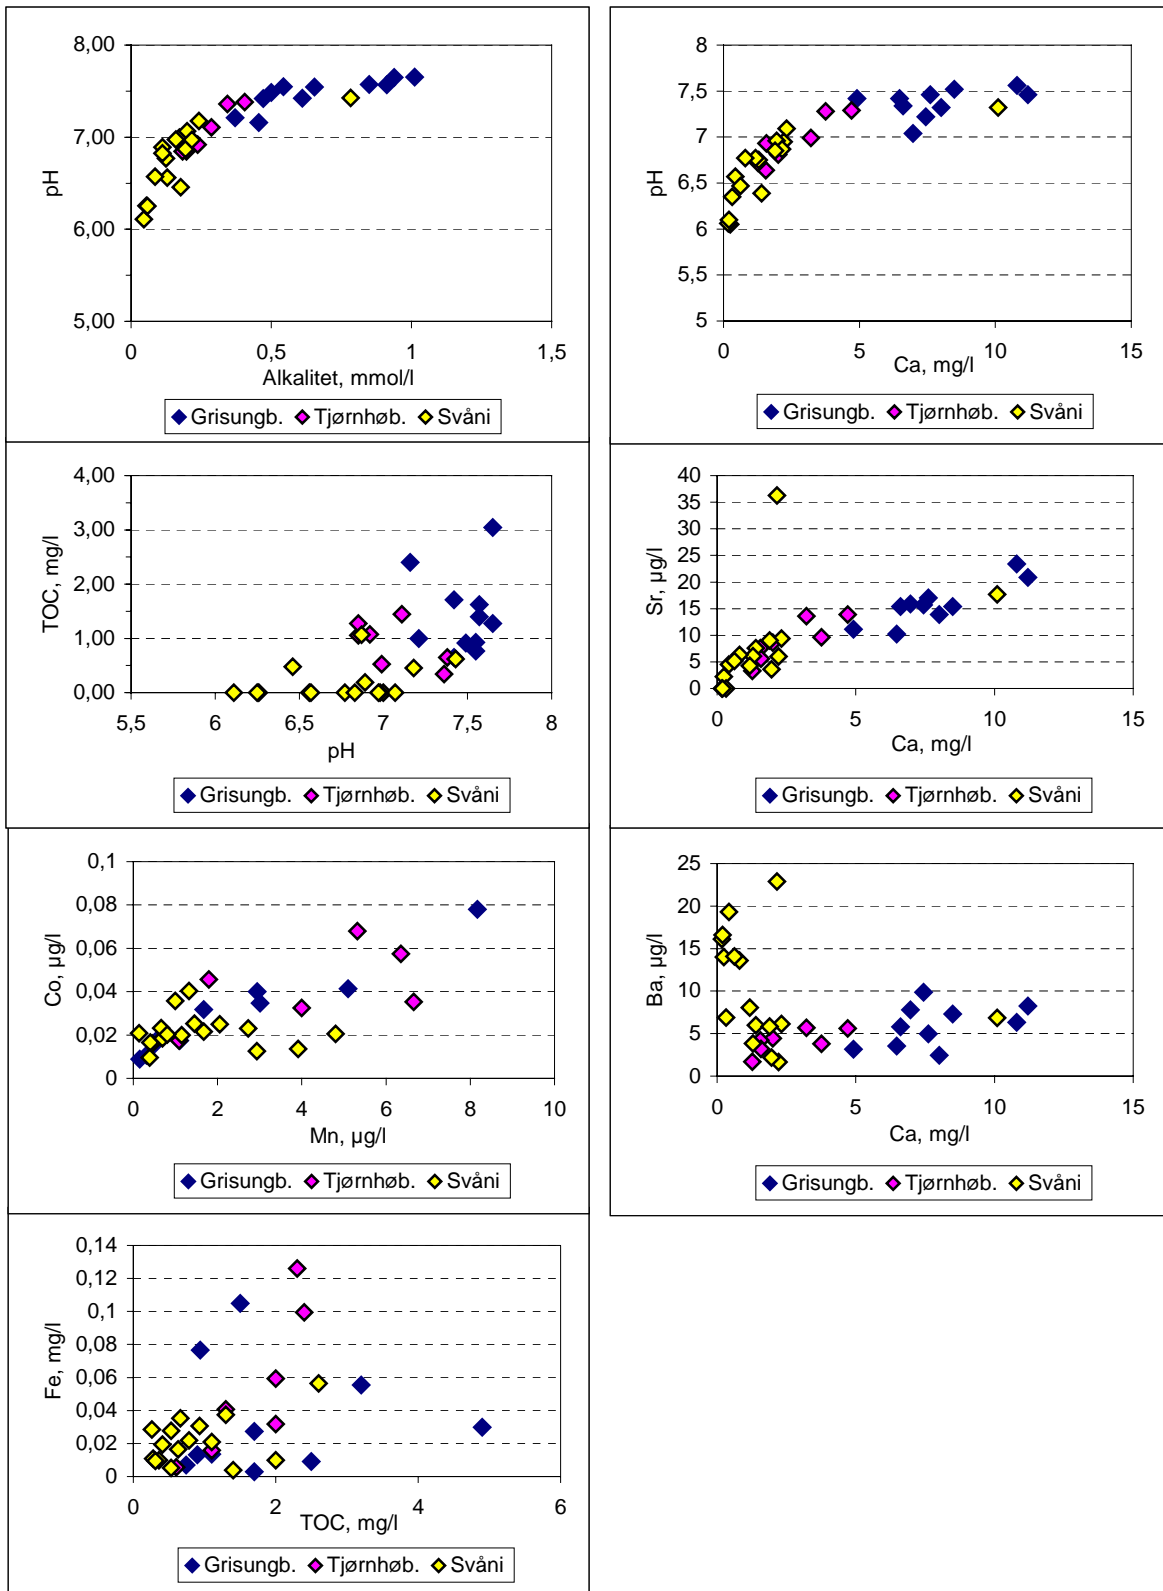 8,00
7,00
6,00
5,00
pH
0 0,5 1 1,5
Alkalitet, mmol/l
Grisungb. Tjørnhøb. Svåni
8
7,5
7
6,5
6
5,5
5
pH
0 5 10 15
Ca, mg/l
Grisungb. Tjørnhøb. Svåni
4,00
3,00
2,00
1,00
0,00
TOC, mg/l
5,5 6 6,5 7 7,5 8
pH
Grisungb. Tjørnhøb. Svåni
40
35
30
25
20
15
10
5
0
Sr, µg/l
0 5 10 15
Ca, mg/l
Grisungb. Tjørnhøb. Svåni
0,1
0,08
0,06
0,04
0,02
0
Co, µg/l
0 2 4 6 8 10
Mn, µg/l
Grisungb. Tjørnhøb. Svåni
25
20
15
10
5
0
Ba, µg/l
0 5 10 15
Ca, mg/l
Grisungb. Tjørnhøb. Svåni
0,14
0,12
0,1
0,08
0,06
0,04
0,02
0
Fe, mg/l
0 2 4 6
TOC, mg/l
Grisungb. Tjørnhøb. Svåni